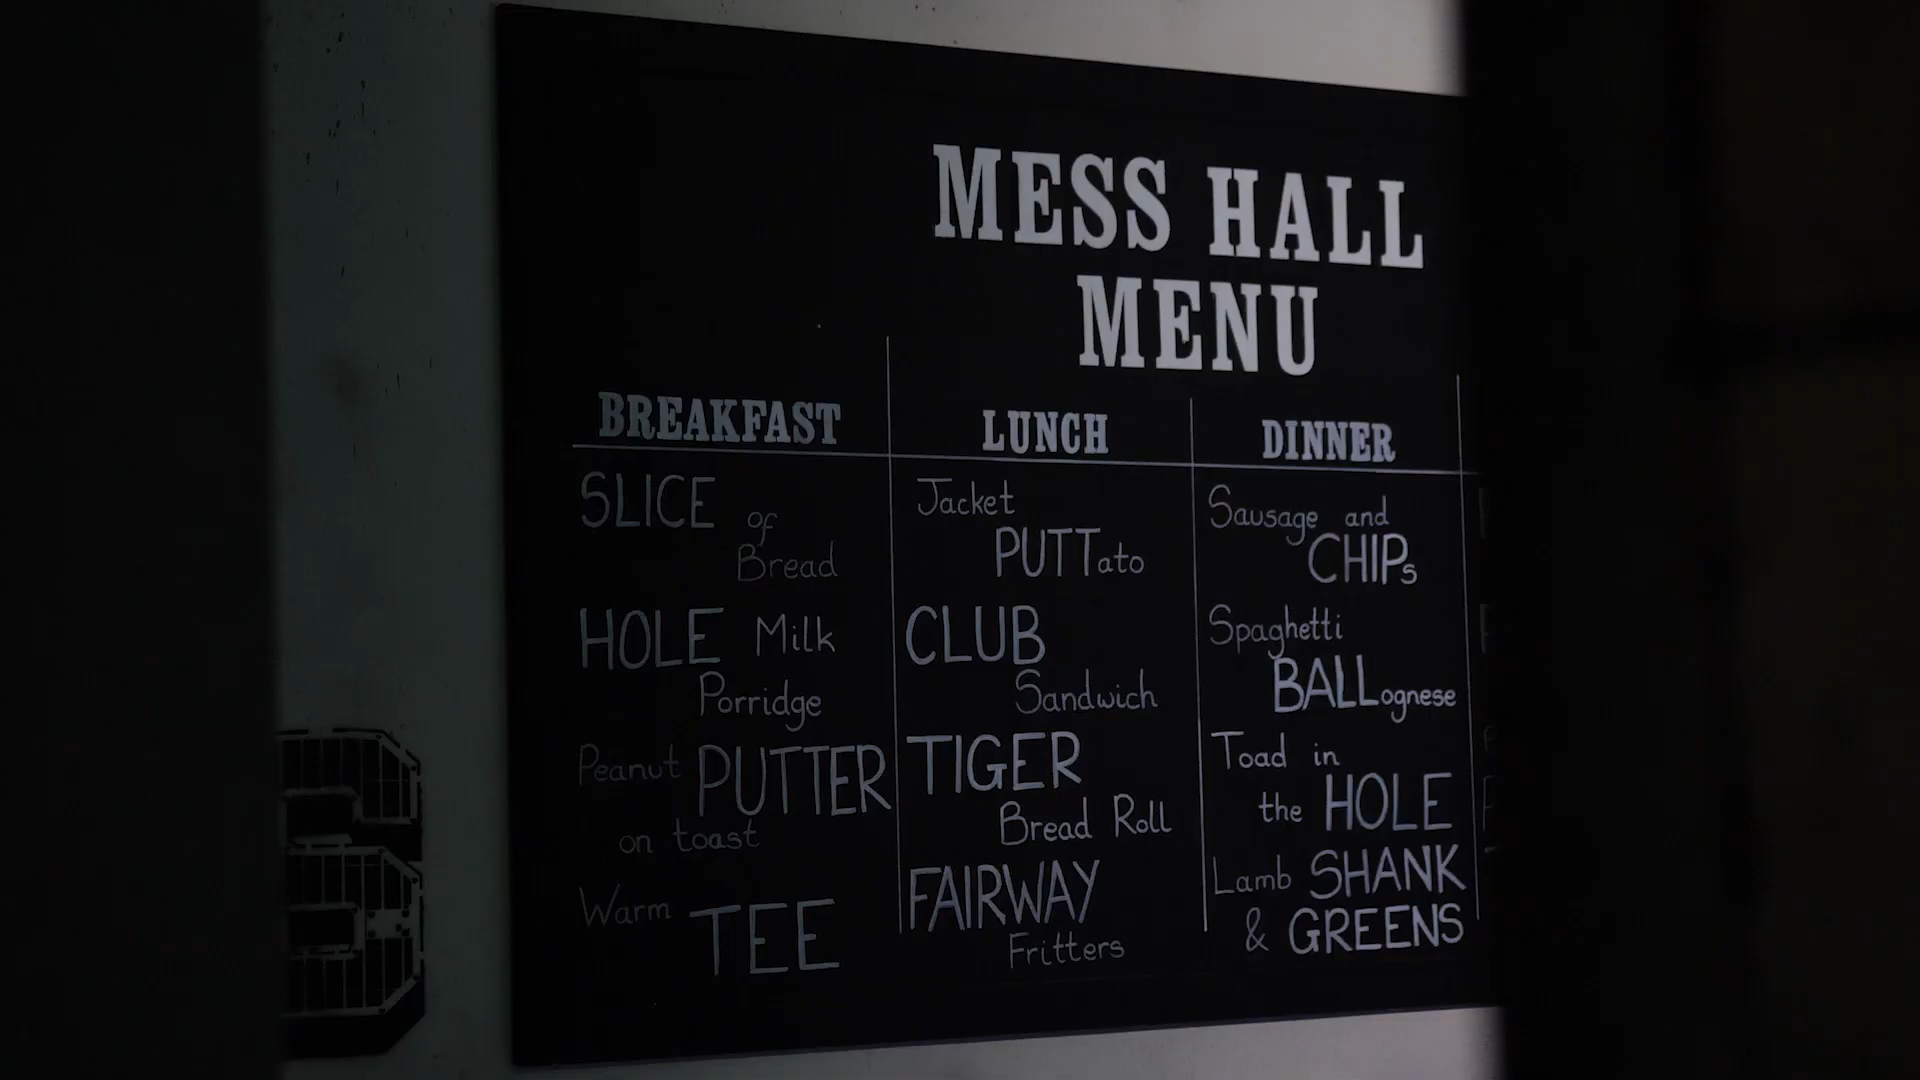 MESS HALL
MENU
BREAKFAST
SLICE of
Bread
HOLE Milk
Porridge
Peanut PUTTER
on toast
Warm TEE
LUNCH
Jacket
PUTTato
CLUB
Sandwich
TIGER
Bread Roll
FAIRWAY
Fritters
DINNER
Sausage and
CHIPs
Spaghetti
BALLognese
Toad in
the HOLE
Lamb SHANK
& GREENS